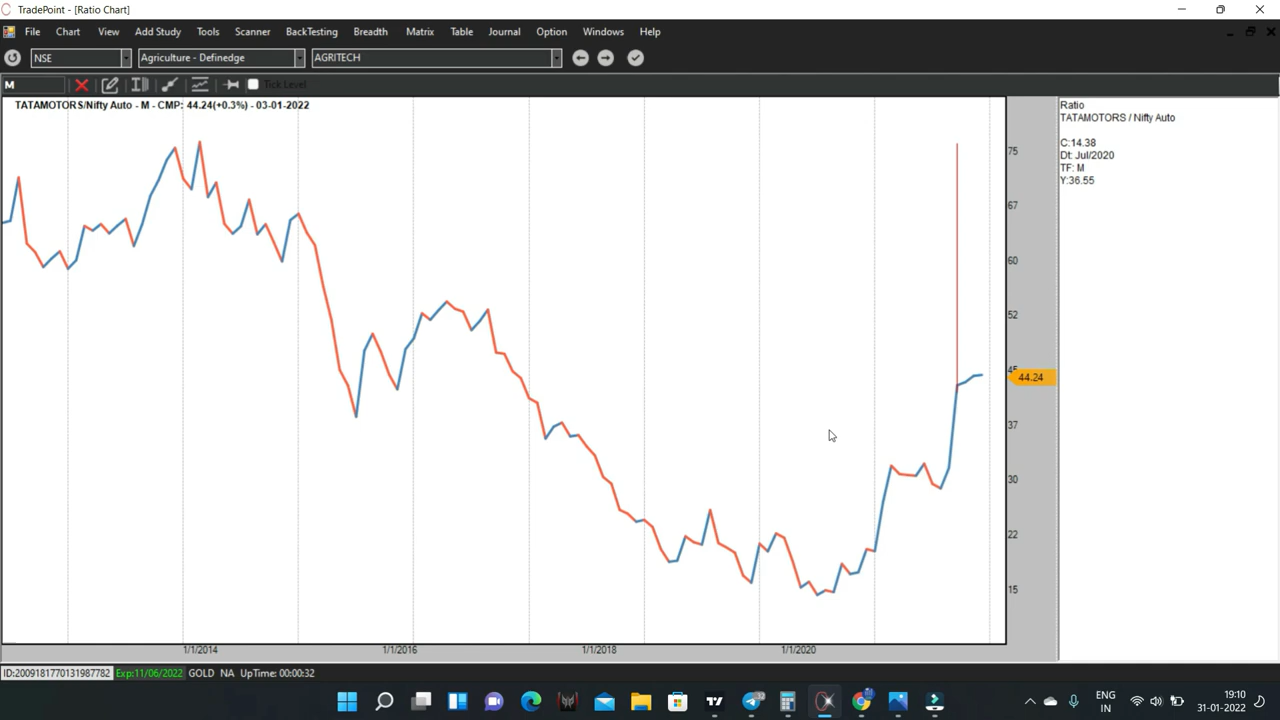 TradePoint - [Ratio Chart]
File Chart View Add Study Tools Scanner BackTesting Breadth Matrix Table Journal Option Windows Help
NSE Agriculture - Definedge AGRITECH
M Tick Level
TATAMOTORS/Nifty Auto - M - CMP: 44.24(+0.3%) - 03-01-2022
Ratio
TATAMOTORS / Nifty Auto
C:14.38
Dt: Jul/2020
TF: M
Y:36.55
75
67
60
52
45
44.24
37
30
22
15
1/1/2014 1/1/2016 1/1/2018 1/1/2020
ID:2009181770131987782 Exp:11/06/2022 GOLD NA UpTime: 00:00:32
ENG
IN
19:10
31-01-2022